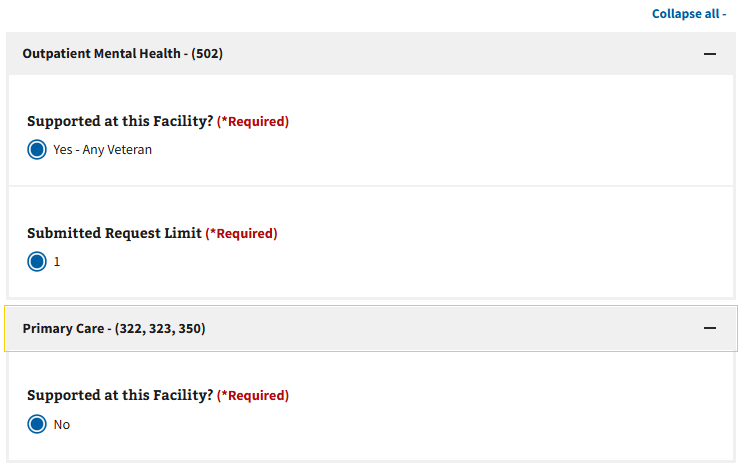 Collapse all -
Outpatient Mental Health - (502)
Supported at this Facility? (*Required)
Yes - Any Veteran
Submitted Request Limit (*Required)
1
Primary Care - (322, 323, 350)
Supported at this Facility? (*Required)
No